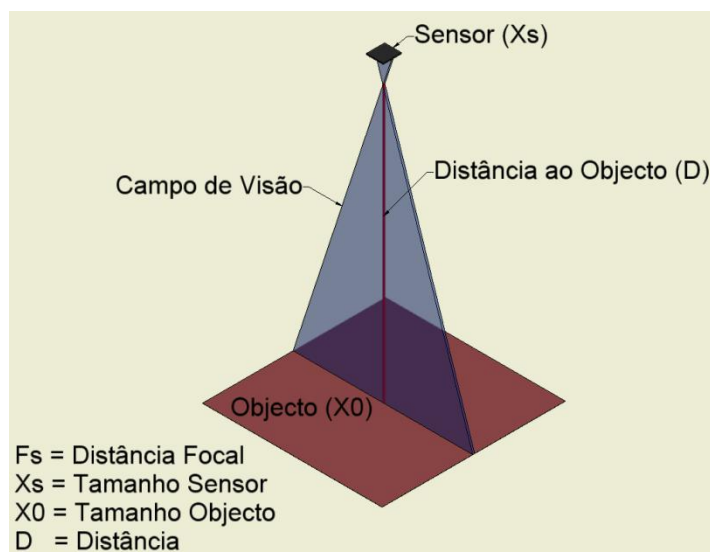 Sensor (Xs)
Campo de Visão
Distância ao Objecto (D)
Objecto (X0)
Fs = Distância Focal
Xs = Tamanho Sensor
X0 = Tamanho Objecto
D = Distância